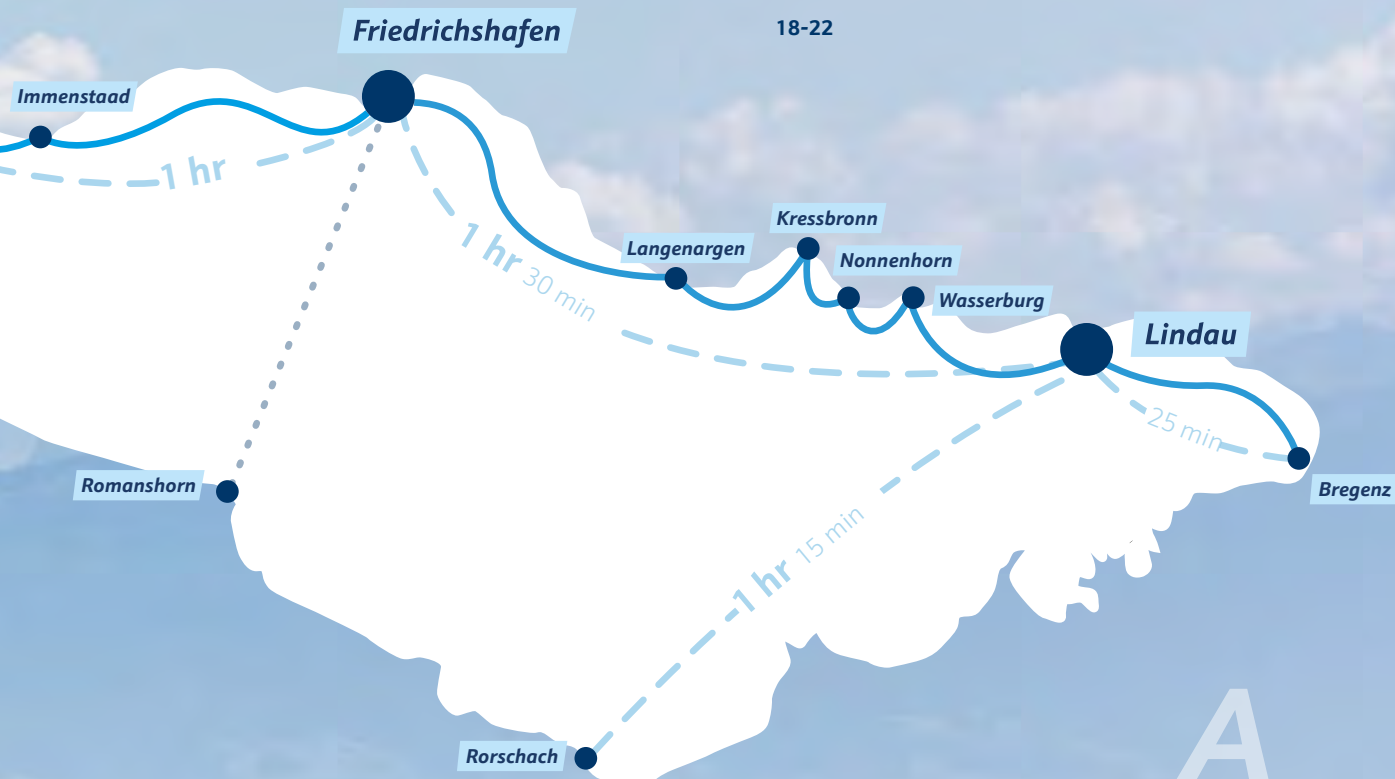 Friedrichshafen
18-22
Immenstaad
1 hr
Kressbronn
Langenargen
1 hr 30 min
Nonnenhorn
Wasserburg
Lindau
25 min
Romanshorn
Bregenz
1 hr 15 min
Rorschach
A